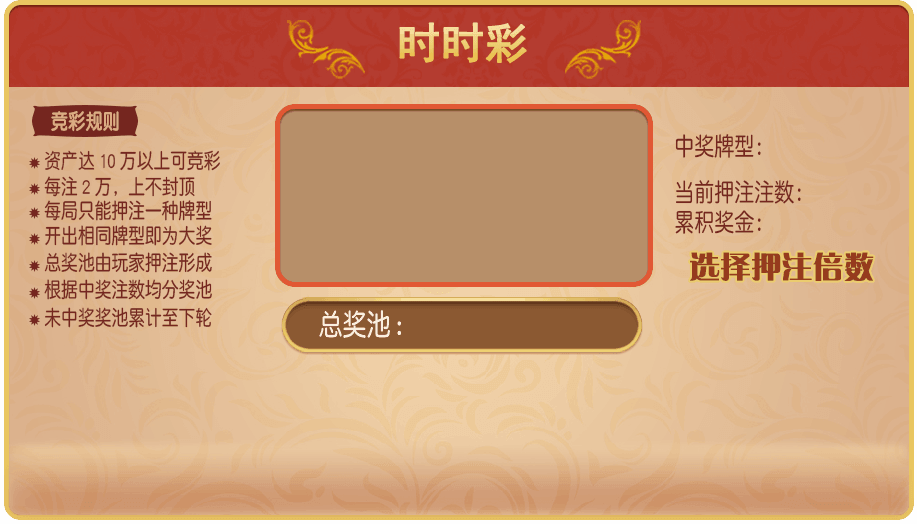 时时彩
竞彩规则
资产达 10 万以上可竞彩
每注 2 万，上不封顶
每局只能押注一种牌型
开出相同牌型即为大奖
总奖池由玩家押注形成
根据中奖注数均分奖池
未中奖奖池累计至下轮
总奖池：
中奖牌型：
当前押注注数：
累积奖金：
选择押注倍数